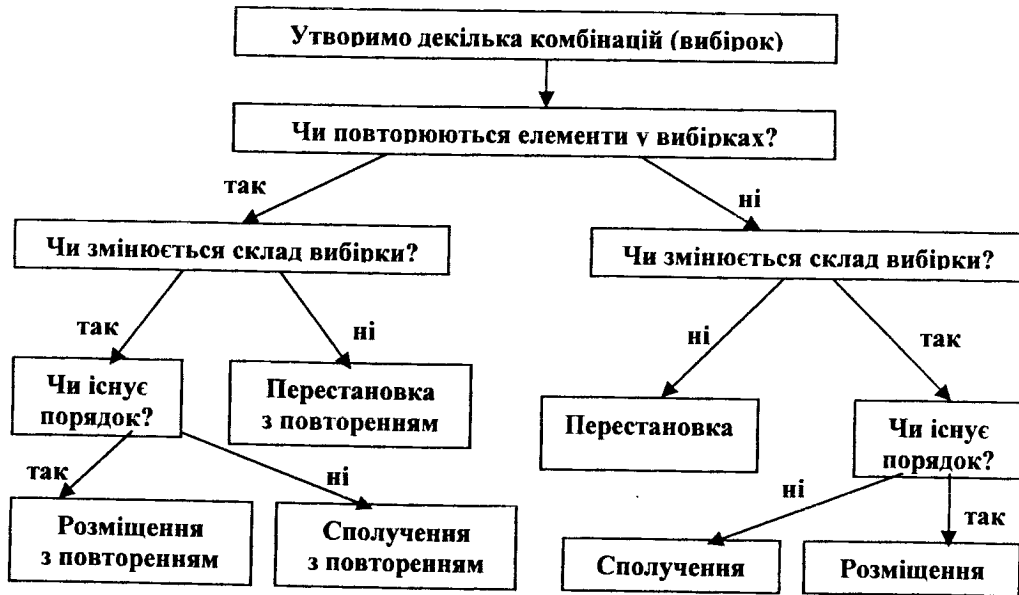 Утворимо декілька комбінацій (вибірок)
Чи повторюються елементи у вибірках?
так
ні
Чи змінюється склад вибірки?
Чи змінюється склад вибірки?
так
ні
ні
так
Чи існує
порядок?
Перестановка
з повторенням
Перестановка
Чи існує
порядок?
так
ні
ні
так
Розміщення
з повторенням
Сполучення
з повторенням
Сполучення
Розміщення